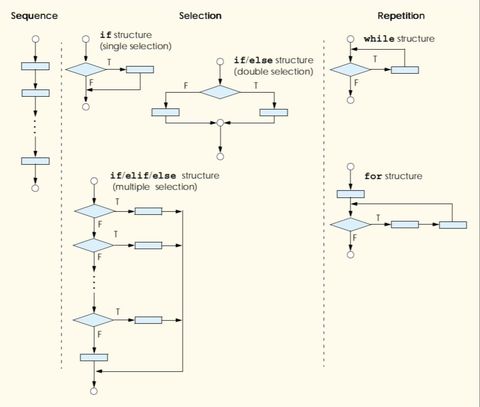 Sequence
Selection
Repetition
if structure
(single selection)
T
F
if/else structure
(double selection)
F
T
while structure
T
F
if/elif/else structure
(multiple selection)
T
F
T
F
T
F
for structure
T
F